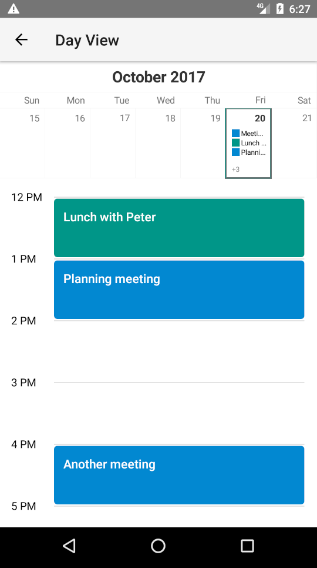 4G 6:27
Day View
October 2017
Sun Mon Tue Wed Thu Fri Sat
15 16 17 18 19 20 21
Meeti...
Lunch ...
Planni...
+3
12 PM
Lunch with Peter
1 PM
Planning meeting
2 PM
3 PM
4 PM
Another meeting
5 PM